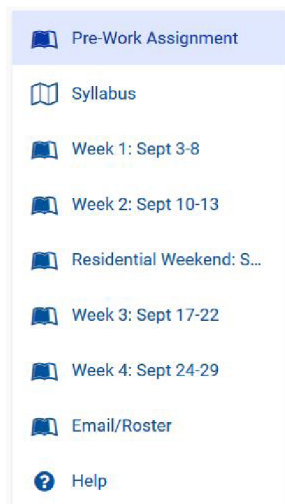 Pre-Work Assignment
Syllabus
Week 1: Sept 3-8
Week 2: Sept 10-13
Residential Weekend: S...
Week 3: Sept 17-22
Week 4: Sept 24-29
Email/Roster
? Help